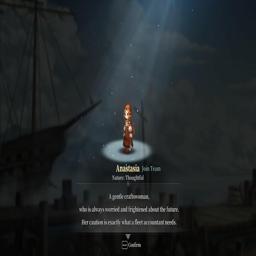 Anastasia Join Team
Nature: Thoughtful
A gentle craftswoman,
who is always worried and frightened about the future.
Her caution is exactly what a fleet accountant needs.
Confirm